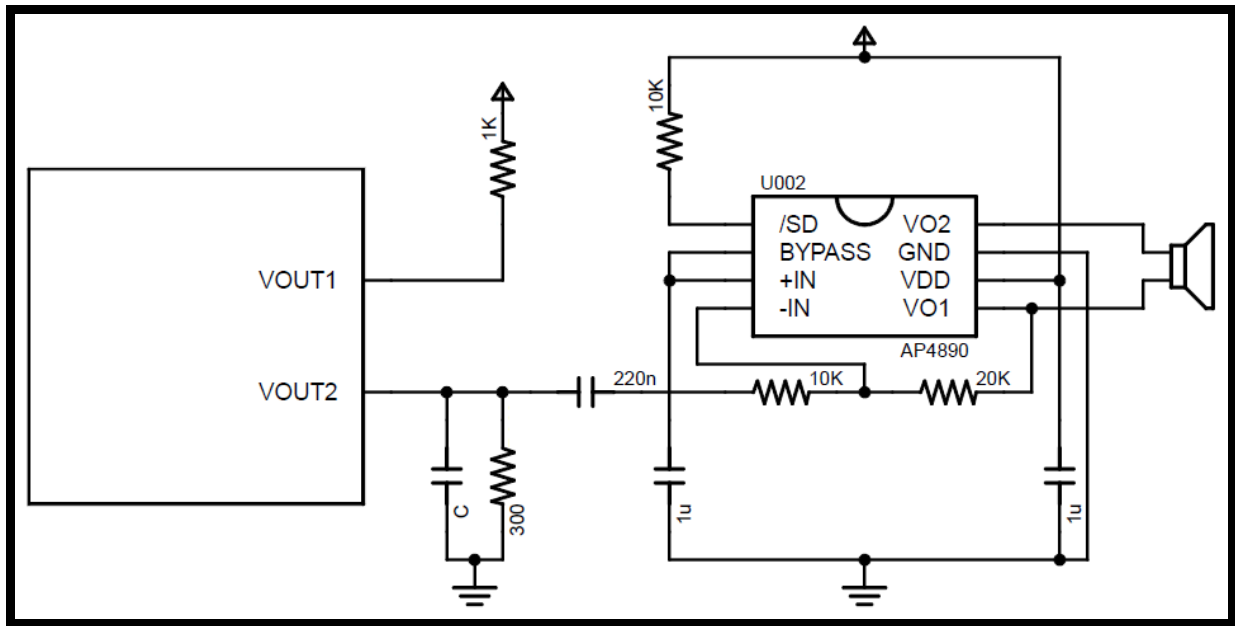 1K
10K
U002
VOUT1
VOUT2
/SD
BYPASS
+IN
-IN
VO2
GND
VDD
VO1
AP4890
220n
10K
20K
C
300
1u
1u